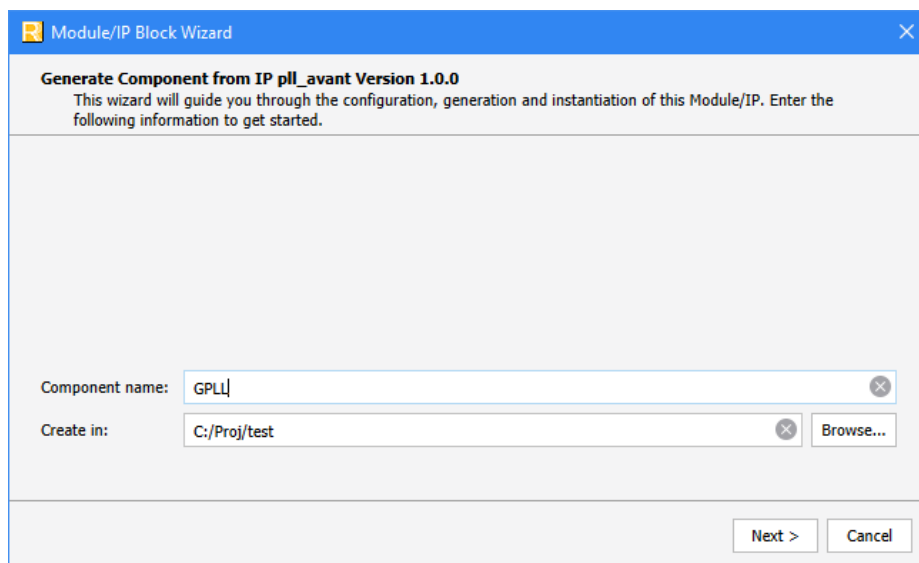 Module/IP Block Wizard
Generate Component from IP pll_avant Version 1.0.0
This wizard will guide you through the configuration, generation and instantiation of this Module/IP. Enter the
following information to get started.
Component name: GPLL
Create in: C:/Proj/test Browse...
Next > Cancel